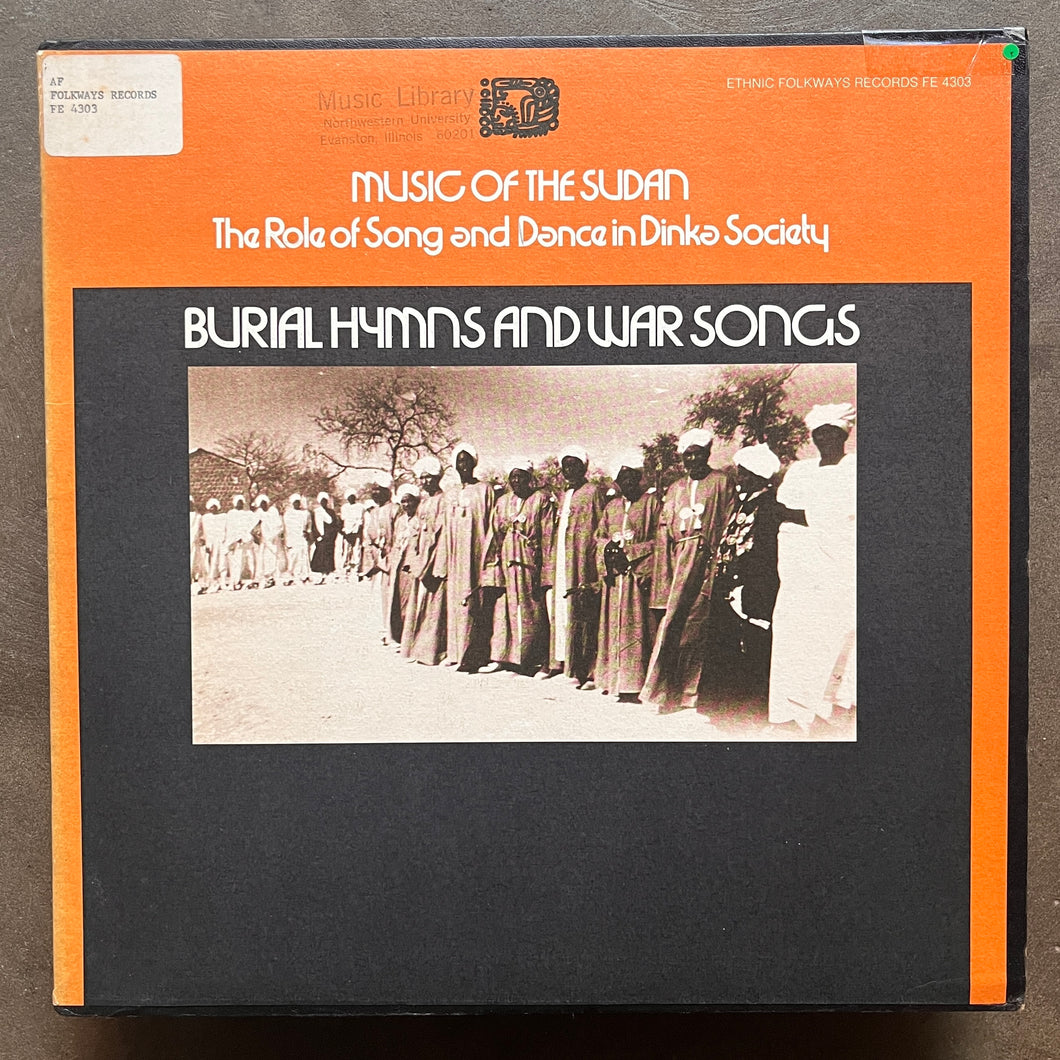 AF
FOLKWAYS RECORDS
FE 4303
Music Library
Northwestern University
Evanston, Illinois 60201
ETHNIC FOLKWAYS RECORDS FE 4303
MUSIC OF THE SUDAN
The Role of Song and Dance in Dinka Society
BURIAL HYMNS AND WAR SONGS